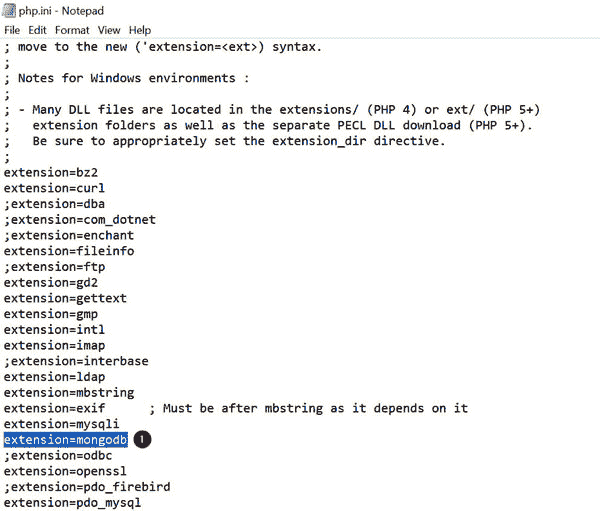 php.ini - Notepad
File Edit Format View Help
; move to the new ('extension=<ext>) syntax.
;
; Notes for Windows environments :
;
; - Many DLL files are located in the extensions/ (PHP 4) or ext/ (PHP 5+)
;   extension folders as well as the separate PECL DLL download (PHP 5+).
;   Be sure to appropriately set the extension_dir directive.
;
extension=bz2
extension=curl
;extension=dba
;extension=com_dotnet
;extension=enchant
extension=fileinfo
;extension=ftp
extension=gd2
extension=gettext
extension=gmp
extension=intl
extension=imap
;extension=interbase
extension=ldap
extension=mbstring
extension=exif      ; Must be after mbstring as it depends on it
extension=mysqli
extension=mongodb 1
;extension=odbc
extension=openssl
;extension=pdo_firebird
extension=pdo_mysql